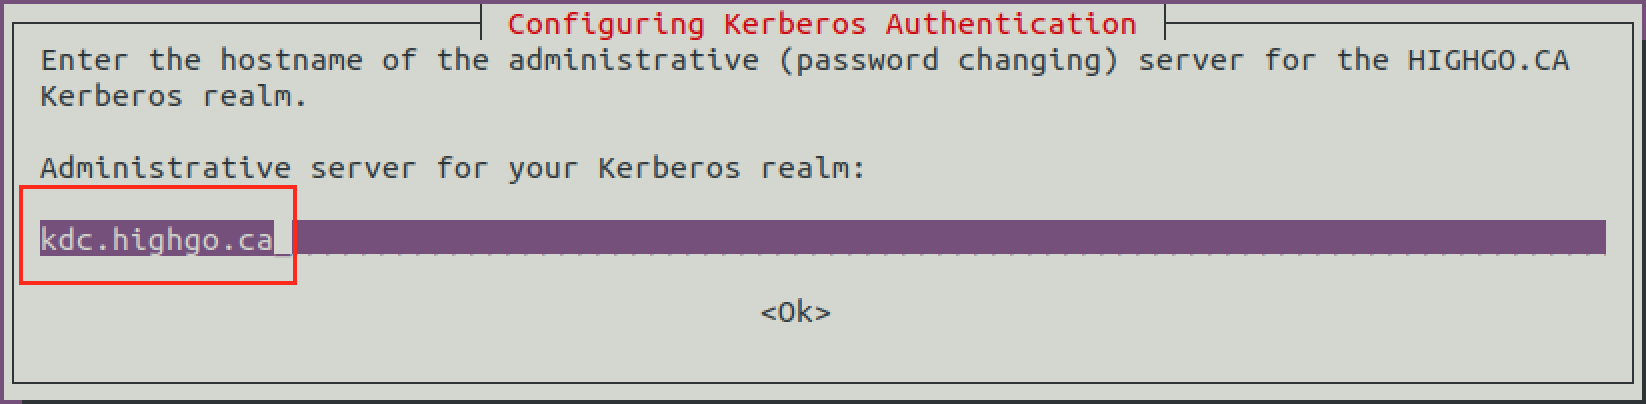 Configuring Kerberos Authentication
Enter the hostname of the administrative (password changing) server for the HIGHGO.CA
Kerberos realm.
Administrative server for your Kerberos realm:
kdc.highgo.ca
<Ok>